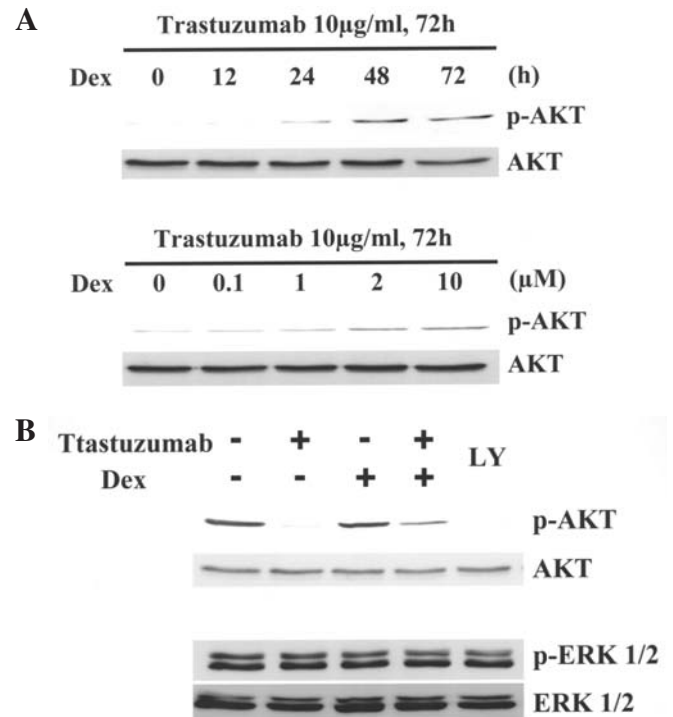 A
Trastuzumab 10µg/ml, 72h
Dex 0 12 24 48 72 (h)
p-AKT
AKT
Trastuzumab 10µg/ml, 72h
Dex 0 0.1 1 2 10 (µM)
p-AKT
AKT
B
Ttastuzumab - + - + LY
Dex - - + +
p-AKT
AKT
p-ERK 1/2
ERK 1/2